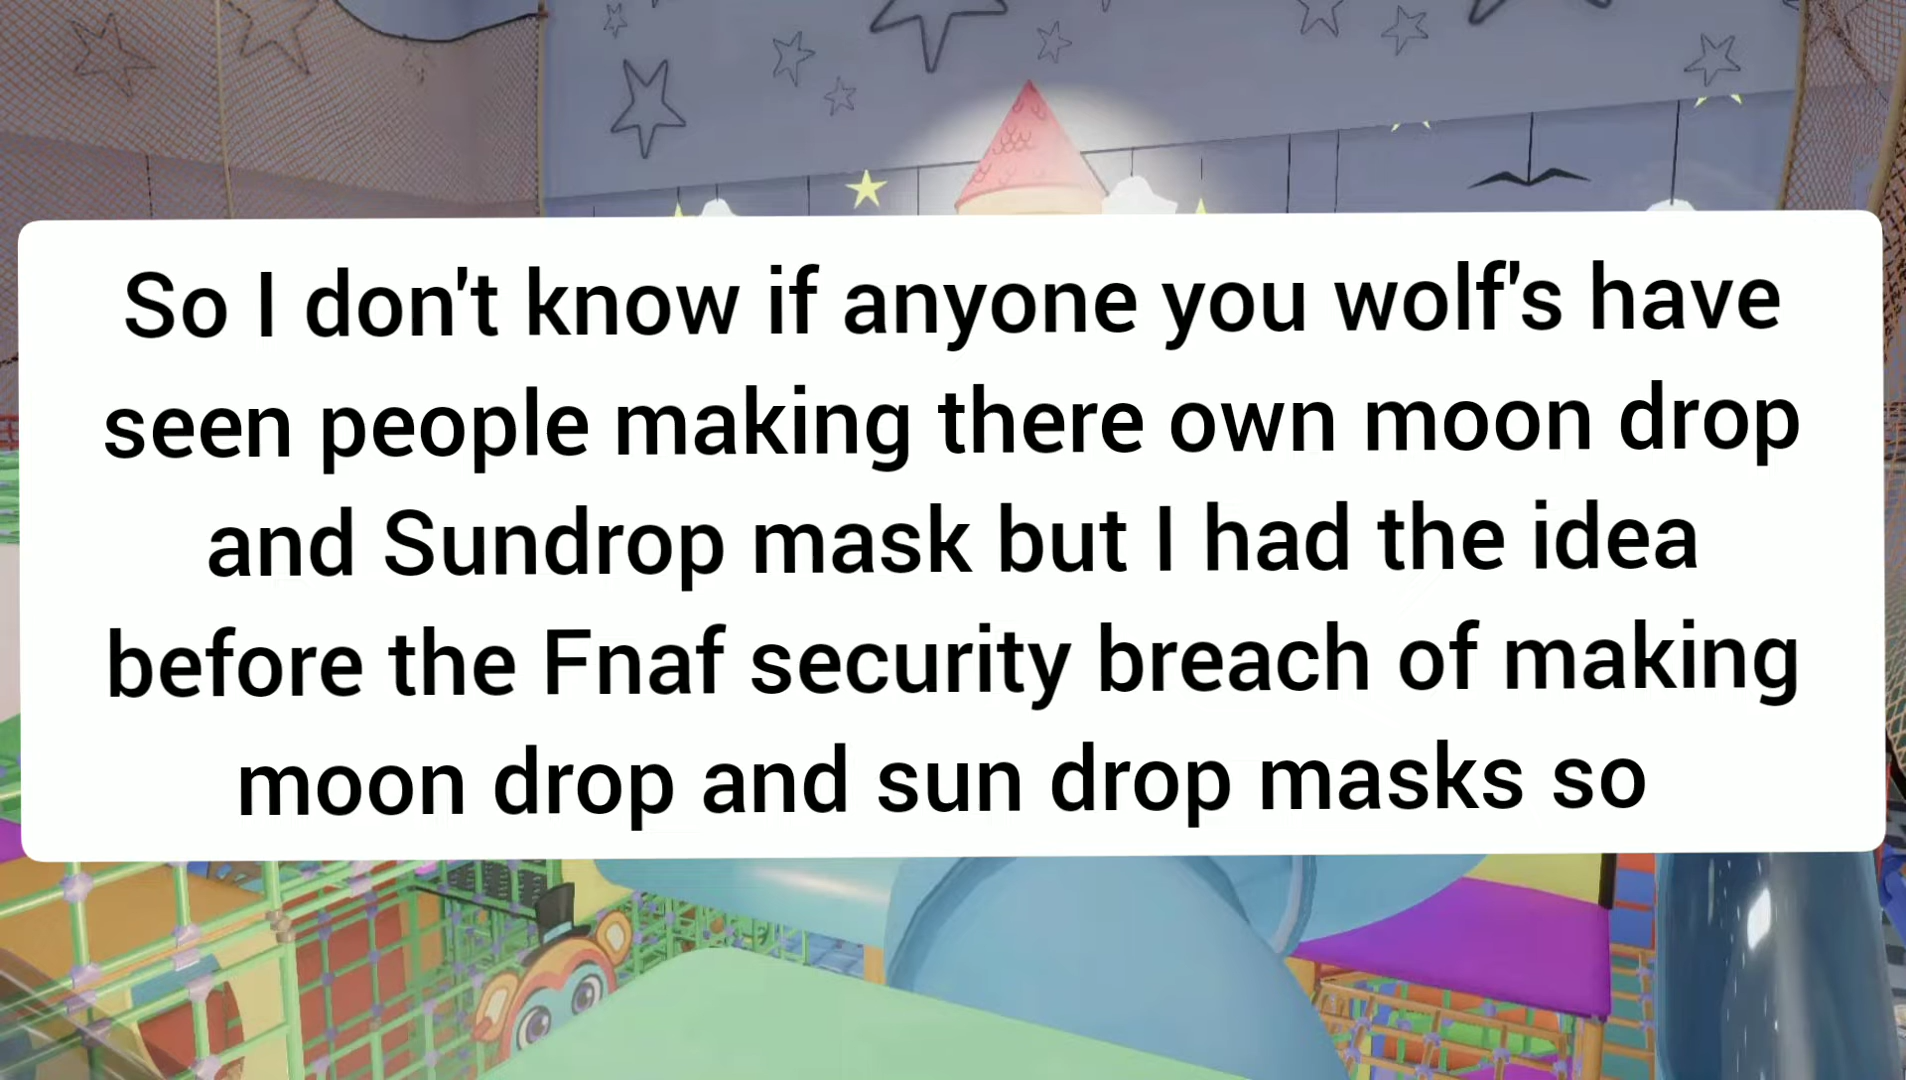 So I don't know if anyone you wolf's have
seen people making there own moon drop
and Sundrop mask but I had the idea
before the Fnaf security breach of making
moon drop and sun drop masks so